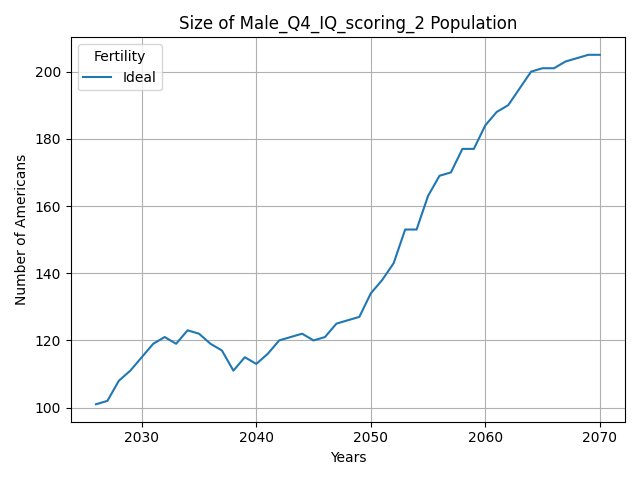 Size of Male_Q4_IQ_scoring_2 Population
Fertility
Ideal
Number of Americans
200
180
160
140
120
100
2030
2040
2050
2060
2070
Years